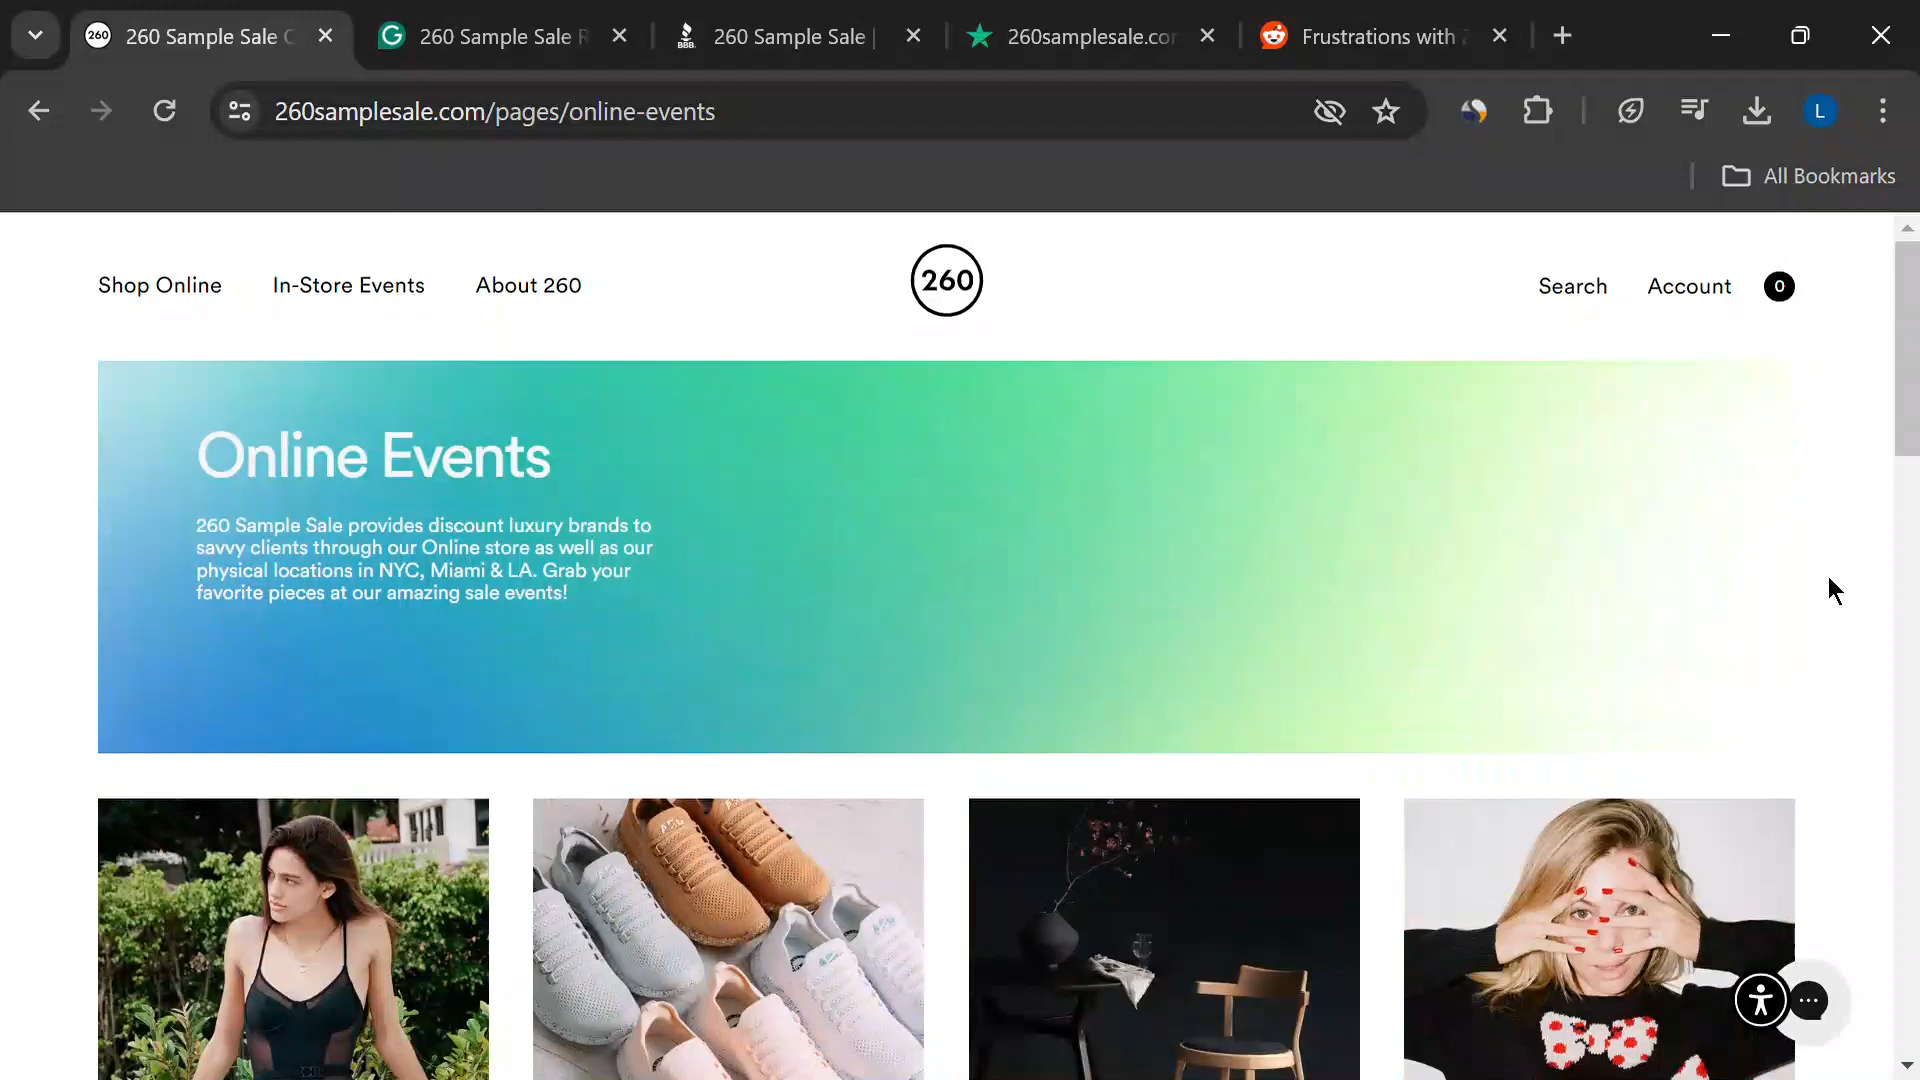 260 Sample Sale
260 Sample Sale
260 Sample Sale |
260samplesale.com
Frustrations with
260samplesale.com/pages/online-events
L
All Bookmarks
Shop Online
In-Store Events
About 260
260
Search
Account
0
Online Events
260 Sample Sale provides discount luxury brands to
savvy clients through our Online store as well as our
physical locations in NYC, Miami & LA. Grab your
favorite pieces at our amazing sale events!